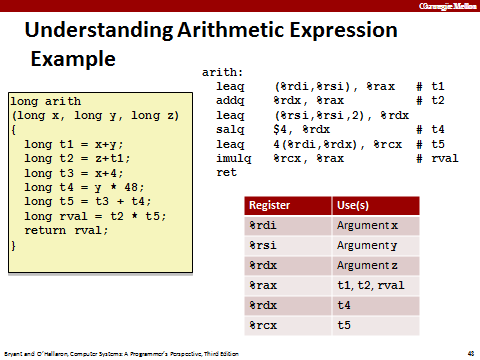 Carnegie Mellon
Understanding Arithmetic Expression
Example
long arith
(long x, long y, long z)
{
long t1 = x+y;
long t2 = z+t1;
long t3 = x+4;
long t4 = y * 48;
long t5 = t3 + t4;
long rval = t2 * t5;
return rval;
}
arith:
leaq (%rdi,%rsi), %rax # t1
addq %rdx, %rax # t2
leaq (%rsi,%rsi,2), %rdx
salq $4, %rdx # t4
leaq 4(%rdi,%rdx), %rcx # t5
imulq %rcx, %rax # rval
ret
Register Use(s)
%rdi Argument x
%rsi Argument y
%rdx Argument z
%rax t1, t2, rval
%rdx t4
%rcx t5
Bryant and O'Hallaron, Computer Systems: A Programmer's Perspective, Third Edition
48